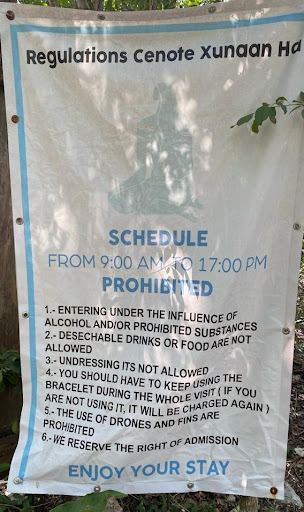 Regulations Cenote Xunaan Ha
SCHEDULE
FROM 9:00 AM TO 17:00 PM
PROHIBITED
1.- ENTERING UNDER THE INFLUENCE OF
ALCOHOL AND/OR PROHIBITED SUBSTANCES
2.- DESECHABLE DRINKS OR FOOD ARE NOT
ALLOWED
3.- UNDRESSING ITS NOT ALLOWED
4.- YOU SHOULD HAVE TO KEEP USING THE
BRACELET DURING THE WHOLE VISIT ( IF YOU
ARE NOT USING IT, IT WILL BE CHARGED AGAIN )
5.- THE USE OF DRONES AND FINS ARE
PROHIBITED
6.-WE RESERVE THE RIGHT OF ADMISSION
ENJOY YOUR STAY